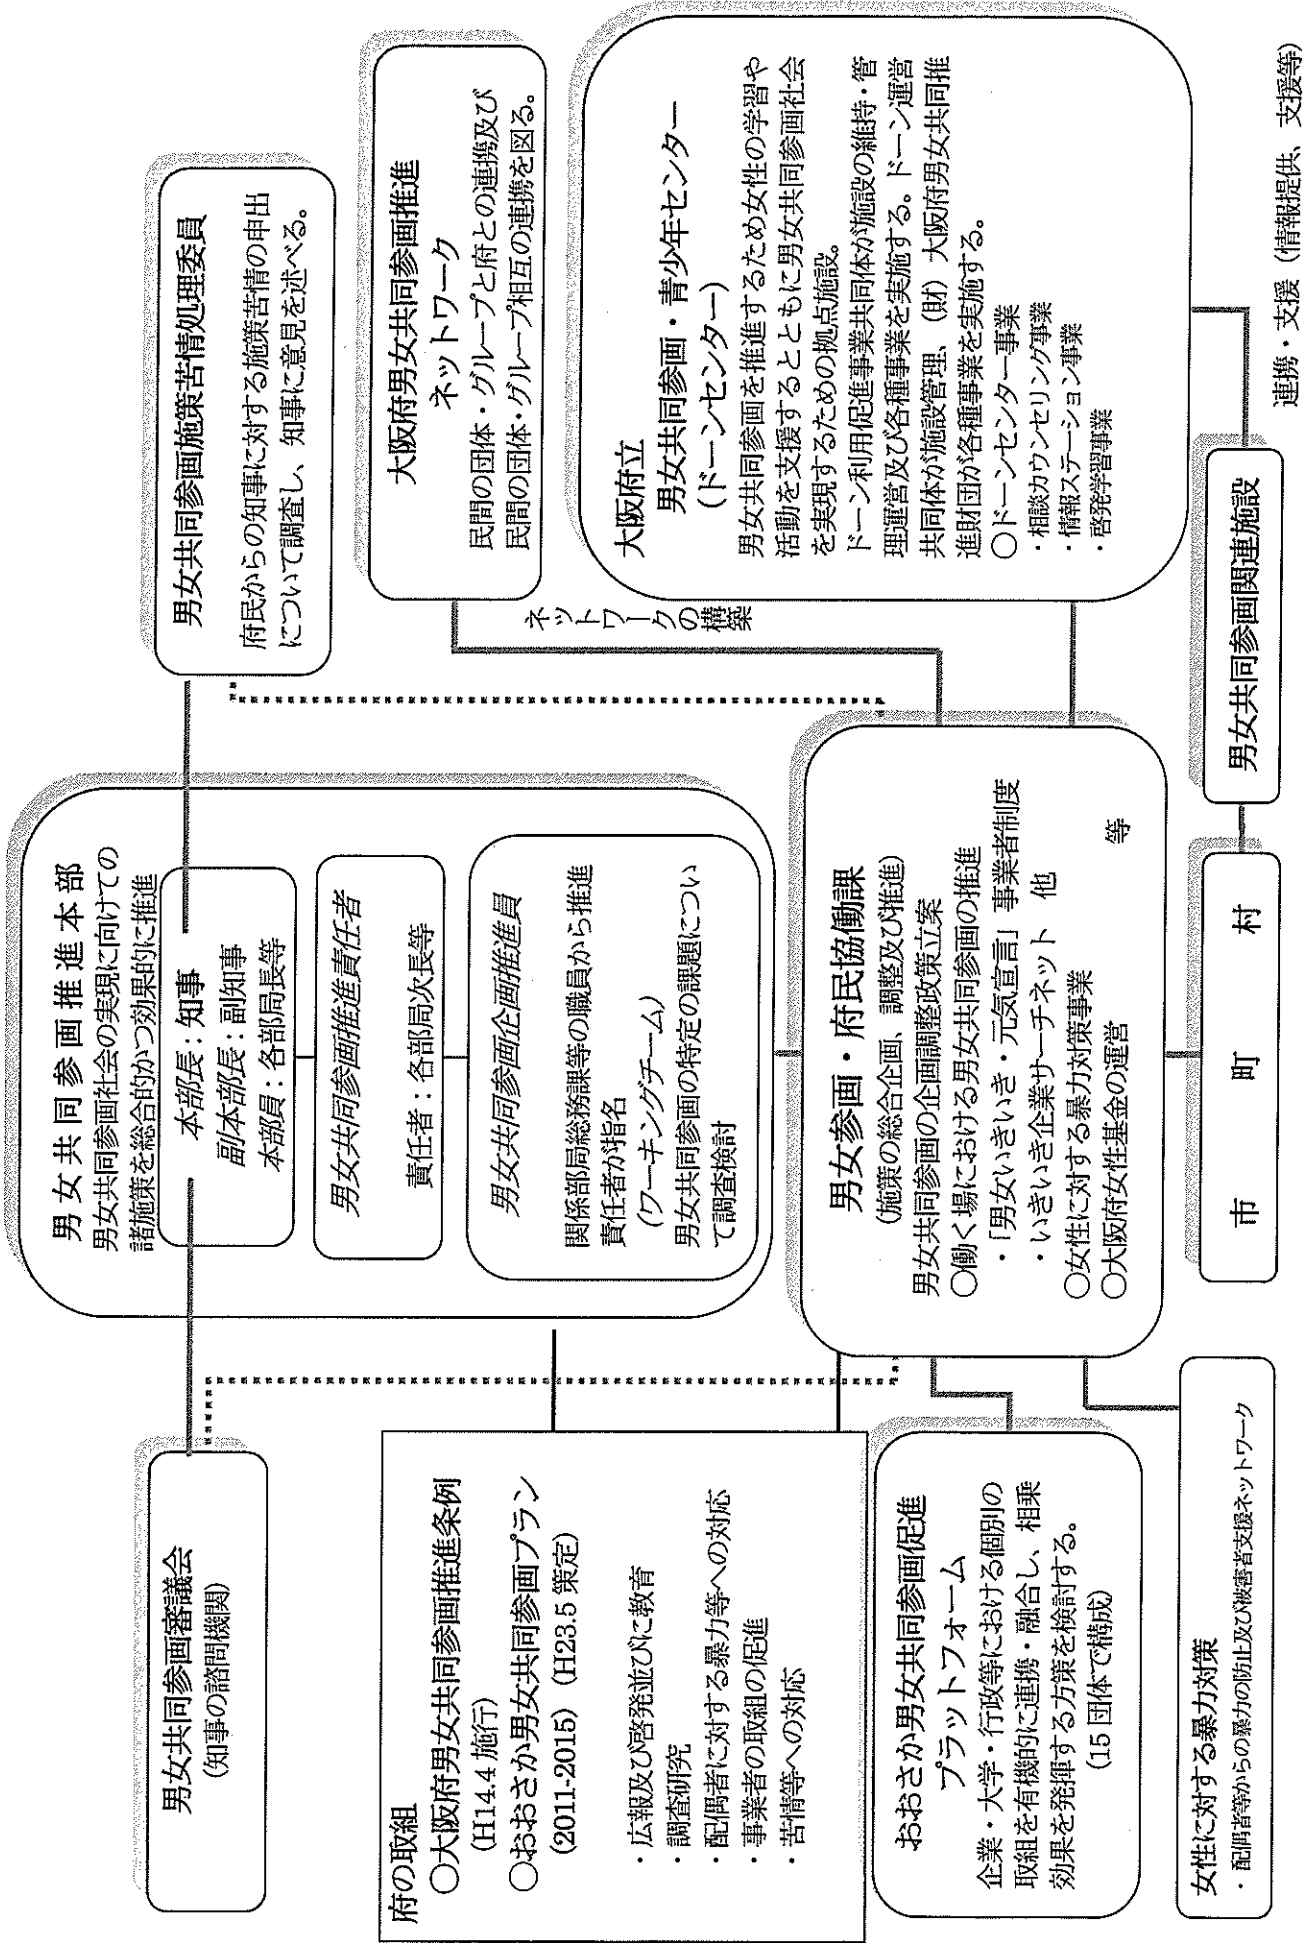 男女共同参画審議会
(知事の諮問機関)
男女共同参画推進本部
男女共同参画社会の実現に向けての
諸施策を総合的かつ効果的に推進
本部長：知事
副本部長：副知事
本部員：各部局長等
男女共同参画推進責任者
責任者：各部局次長等
男女共同参画企画推進員
関係部局総務課等の職員から推進
責任者が指名
(ワーキングチーム)
男女共同参画の特定の課題につい
て調査検討
男女共同参画施策苦情処理委員
府民からの知事に対する施策苦情の申出
について調査し、知事に意見を述べる。
府の取組
○大阪府男女共同参画推進条例
(H14.4 施行)
○おおさか男女共同参画プラン
(2011-2015)（H23.5 策定）
・広報及び啓発並びに教育
・調査研究
・配偶者に対する暴力等への対応
・事業者の取組の促進
・苦情等への対応
大阪府男女共同参画推進
ネットワーク
民間の団体・グループと府との連携及び
民間の団体・グループ相互の連携を図る。
ネットワークの構築
大阪府立
男女共同参画・青少年センター
(ドーンセンター)
男女共同参画を推進するため女性の学習や
活動を支援するとともに男女共同参画社会
を実現するための拠点施設。
ドーン利用促進事業共同体が施設の維持・管
理運営及び各種事業を実施する。ドーン運営
共同体が施設管理、（財）大阪府男女共同推
進財団が各種事業を実施する。
○ドーンセンター事業
・相談カウンセリング事業
・情報ステーション事業
・啓発学習事業
おおさか男女共同参画促進
プラットフォーム
企業・大学・行政等における個別の
取組を有機的に連携・融合し、相乗
効果を発揮する方策を検討する。
(15 団体で構成)
男女参画・府民協働課
(施策の総合企画、調整及び推進)
男女共同参画の企画調整政策立案
○働く場における男女共同参画の推進
・「男女いきいき・元気宣言」事業者制度
・いきいき企業サーチネット　他
○女性に対する暴力対策事業
○大阪府女性基金の運営　等
女性に対する暴力対策
・配偶者等からの暴力の防止及び被害者支援ネットワーク
市　町　村
男女共同参画関連施設
連携・支援（情報提供、支援等）